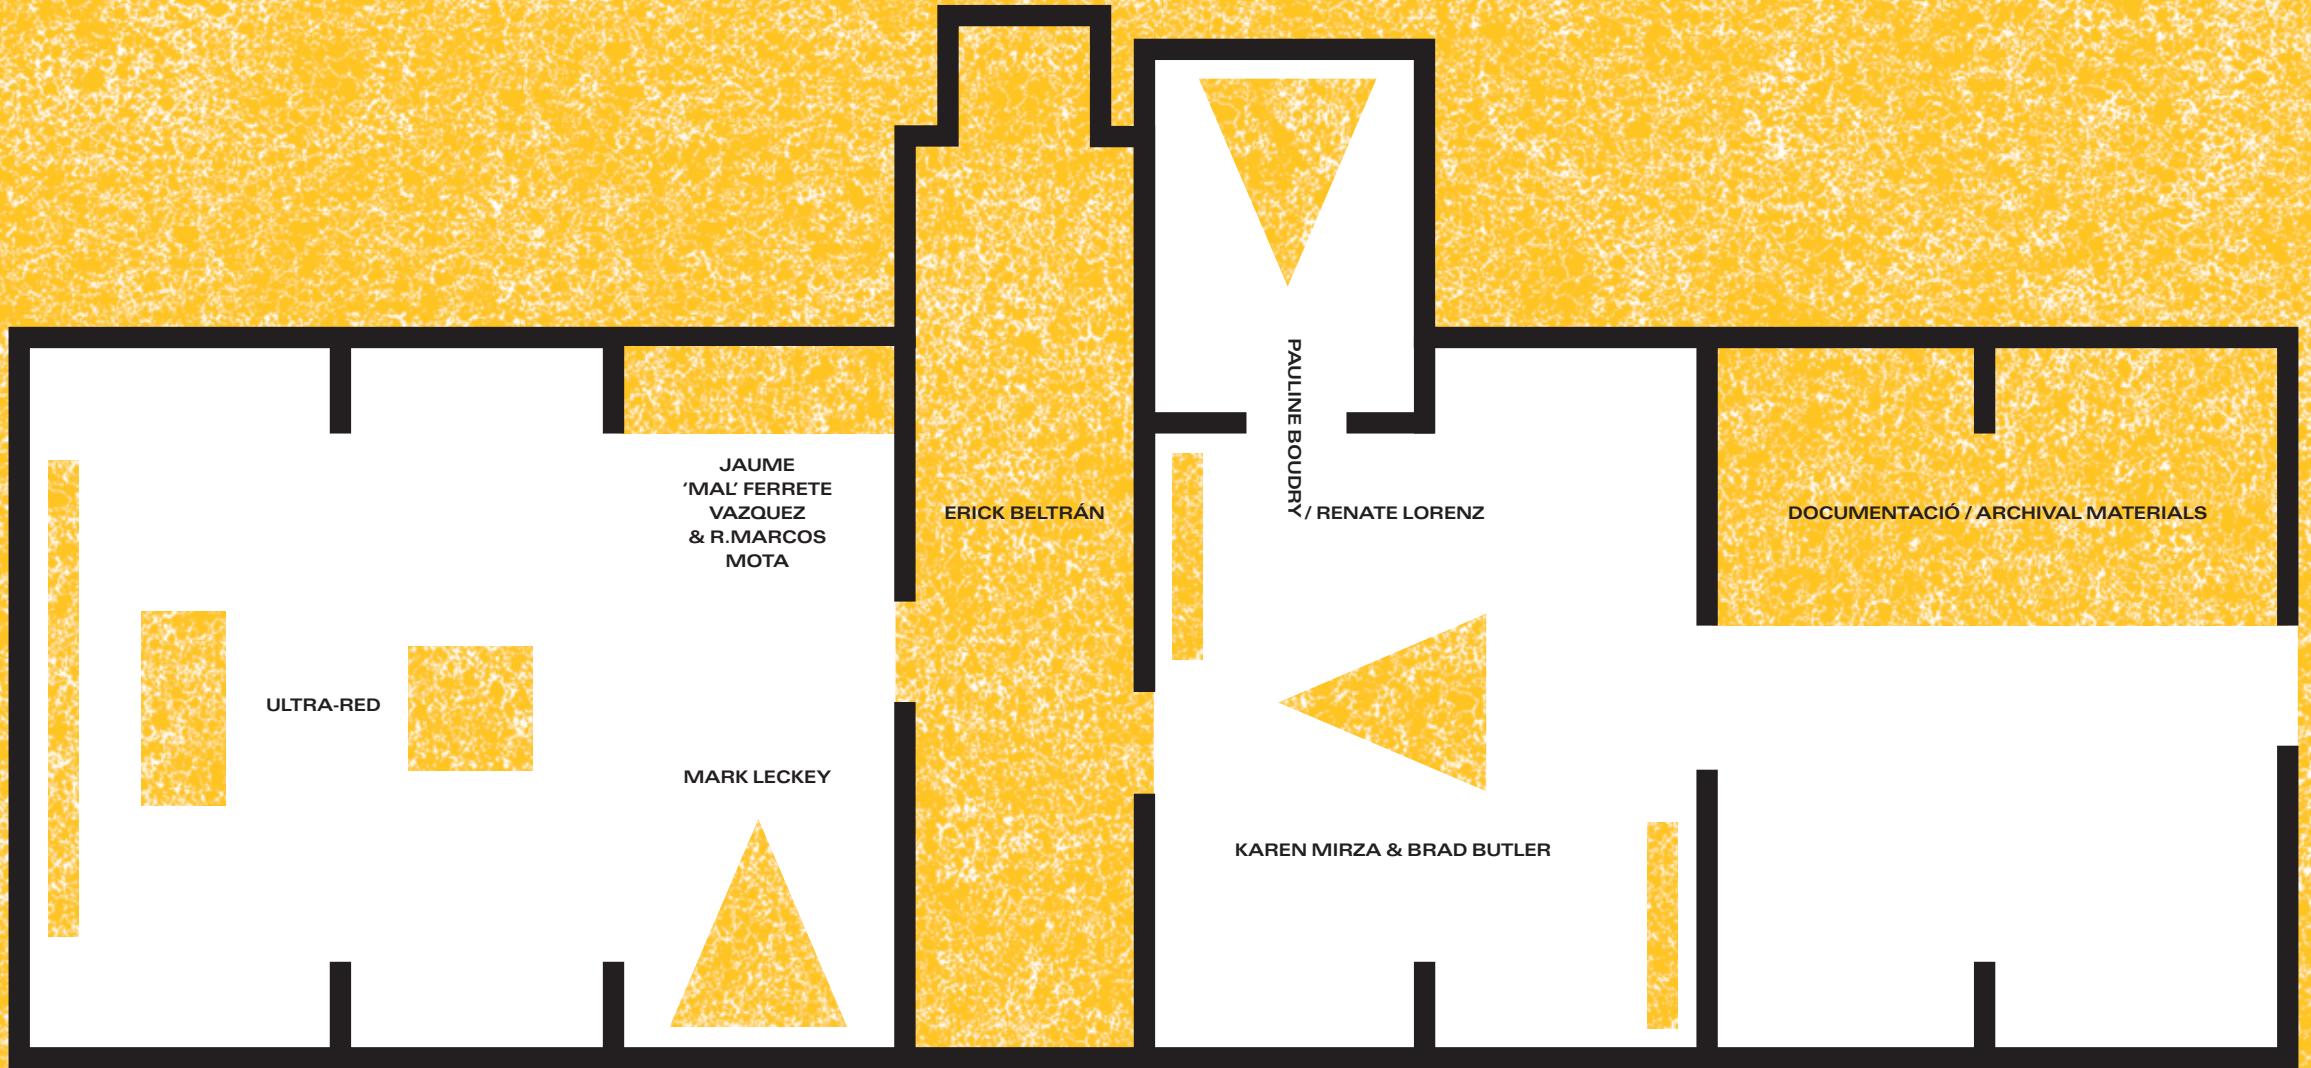 JAUME
‘MAL’ FERRETE
VAZQUEZ
& R.MARCOS
MOTA
ULTRA-RED
MARK LECKEY
ERICK BELTRÁN
PAULINE BOUDRY
/ RENATE LORENZ
KAREN MIRZA & BRAD BUTLER
DOCUMENTACIÓ / ARCHIVAL MATERIALS